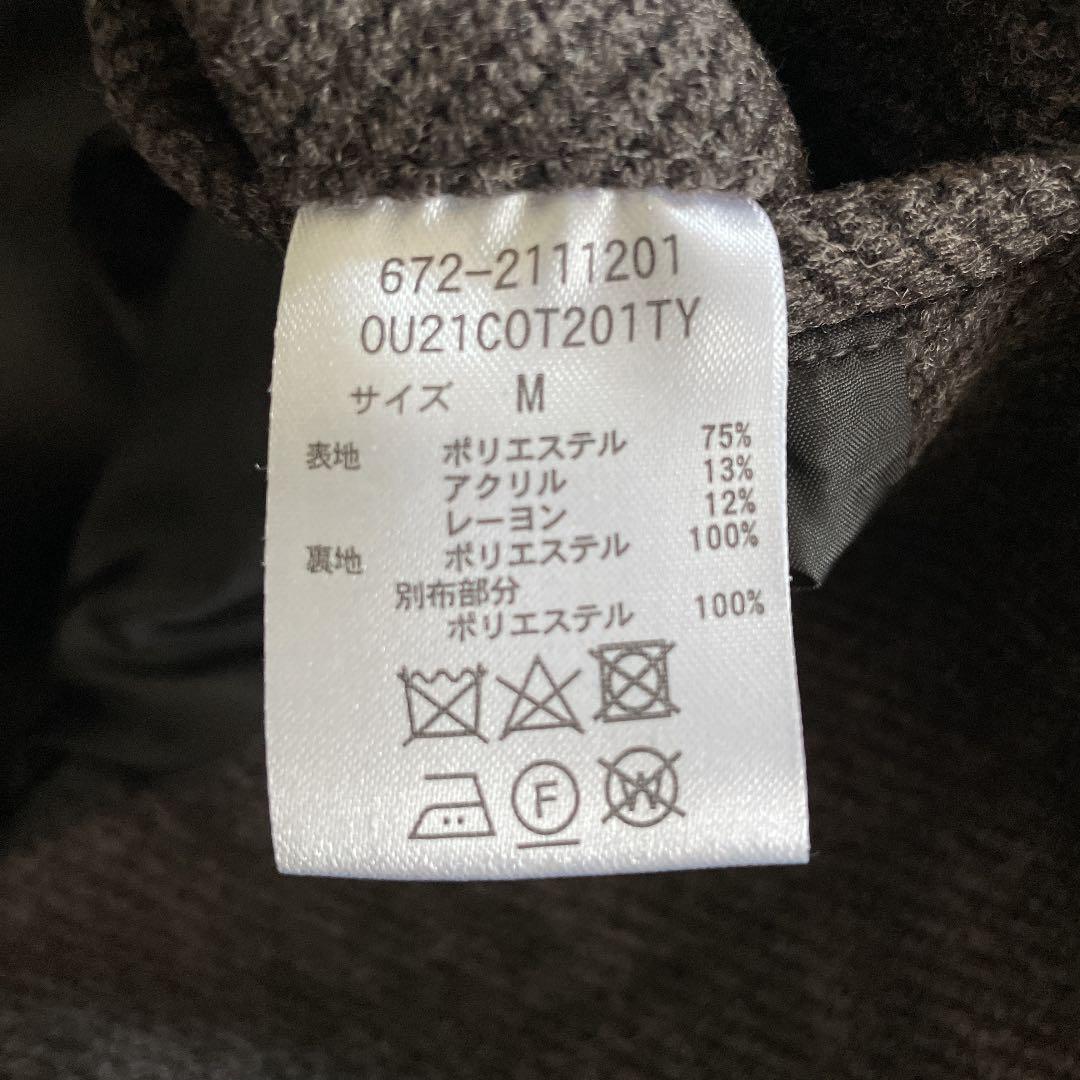 672-2111201
OU21COT201TY
サイズ M
表地 ポリエステル 75%
アクリル 13%
レーヨン 12%
裏地 ポリエステル 100%
別布部分
ポリエステル 100%
F
W